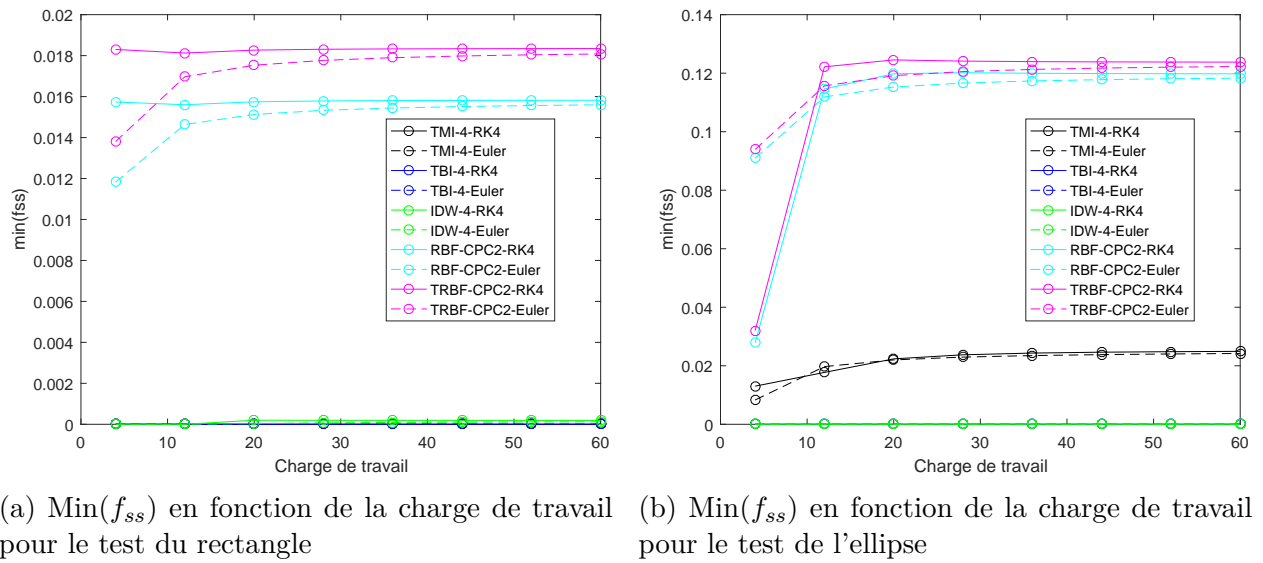 0.02
0.018
0.016
0.014
0.012
0.01
0.008
0.006
0.004
0.002
0
min(fss)
0 10 20 30 40 50 60
Charge de travail
TMI-4-RK4
TMI-4-Euler
TBI-4-RK4
TBI-4-Euler
IDW-4-RK4
IDW-4-Euler
RBF-CPC2-RK4
RBF-CPC2-Euler
TRBF-CPC2-RK4
TRBF-CPC2-Euler
(a) Min(f_ss) en fonction de la charge de travail
pour le test du rectangle
0.14
0.12
0.1
0.08
0.06
0.04
0.02
0
min(fss)
0 10 20 30 40 50 60
Charge de travail
TMI-4-RK4
TMI-4-Euler
TBI-4-RK4
TBI-4-Euler
IDW-4-RK4
IDW-4-Euler
RBF-CPC2-RK4
RBF-CPC2-Euler
TRBF-CPC2-RK4
TRBF-CPC2-Euler
(b) Min(f_ss) en fonction de la charge de travail
pour le test de l'ellipse